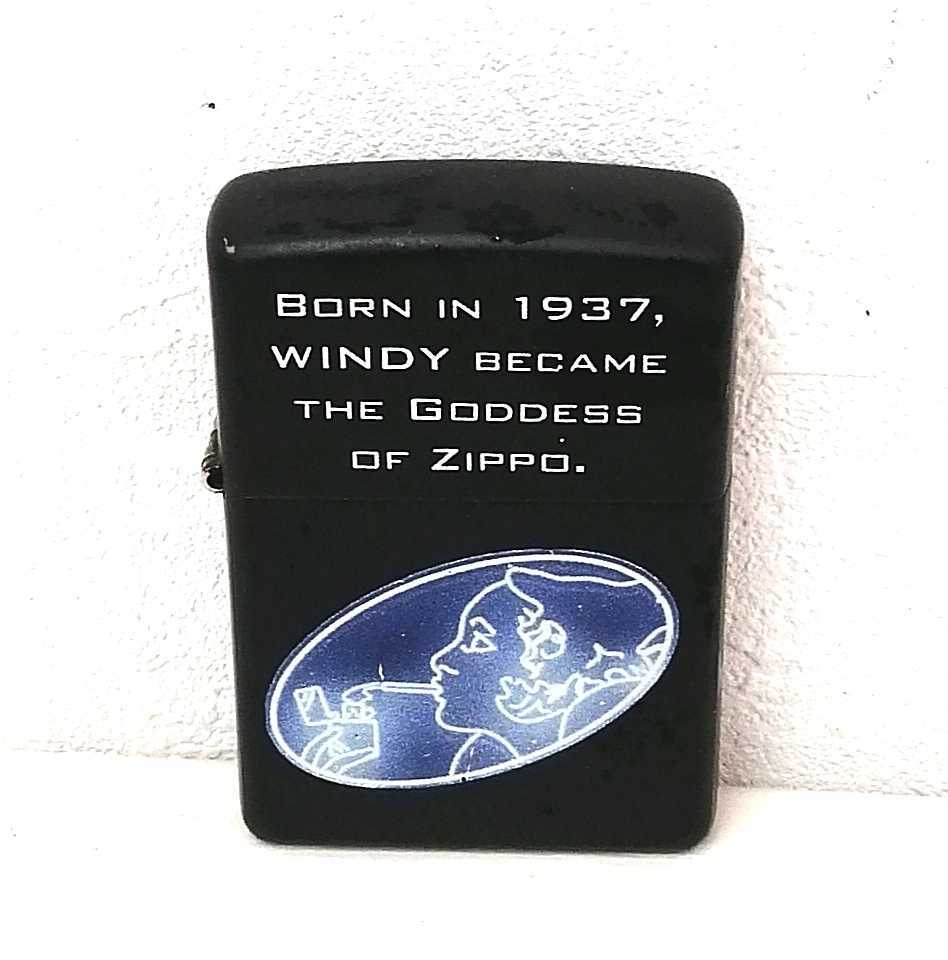 BORN IN 1937,
WINDY BECAME
THE GODDESS
OF ZIPPO.